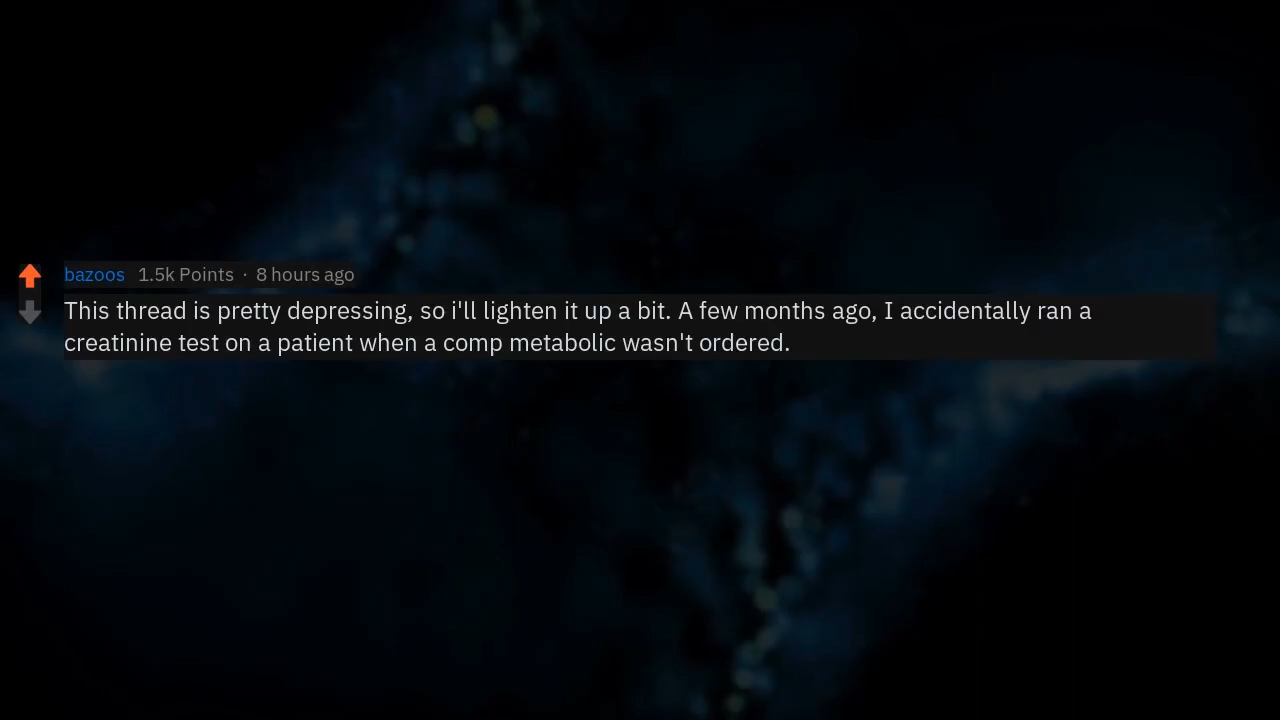 bazoos 1.5k Points · 8 hours ago
This thread is pretty depressing, so i'll lighten it up a bit. A few months ago, I accidentally ran a
creatinine test on a patient when a comp metabolic wasn't ordered.